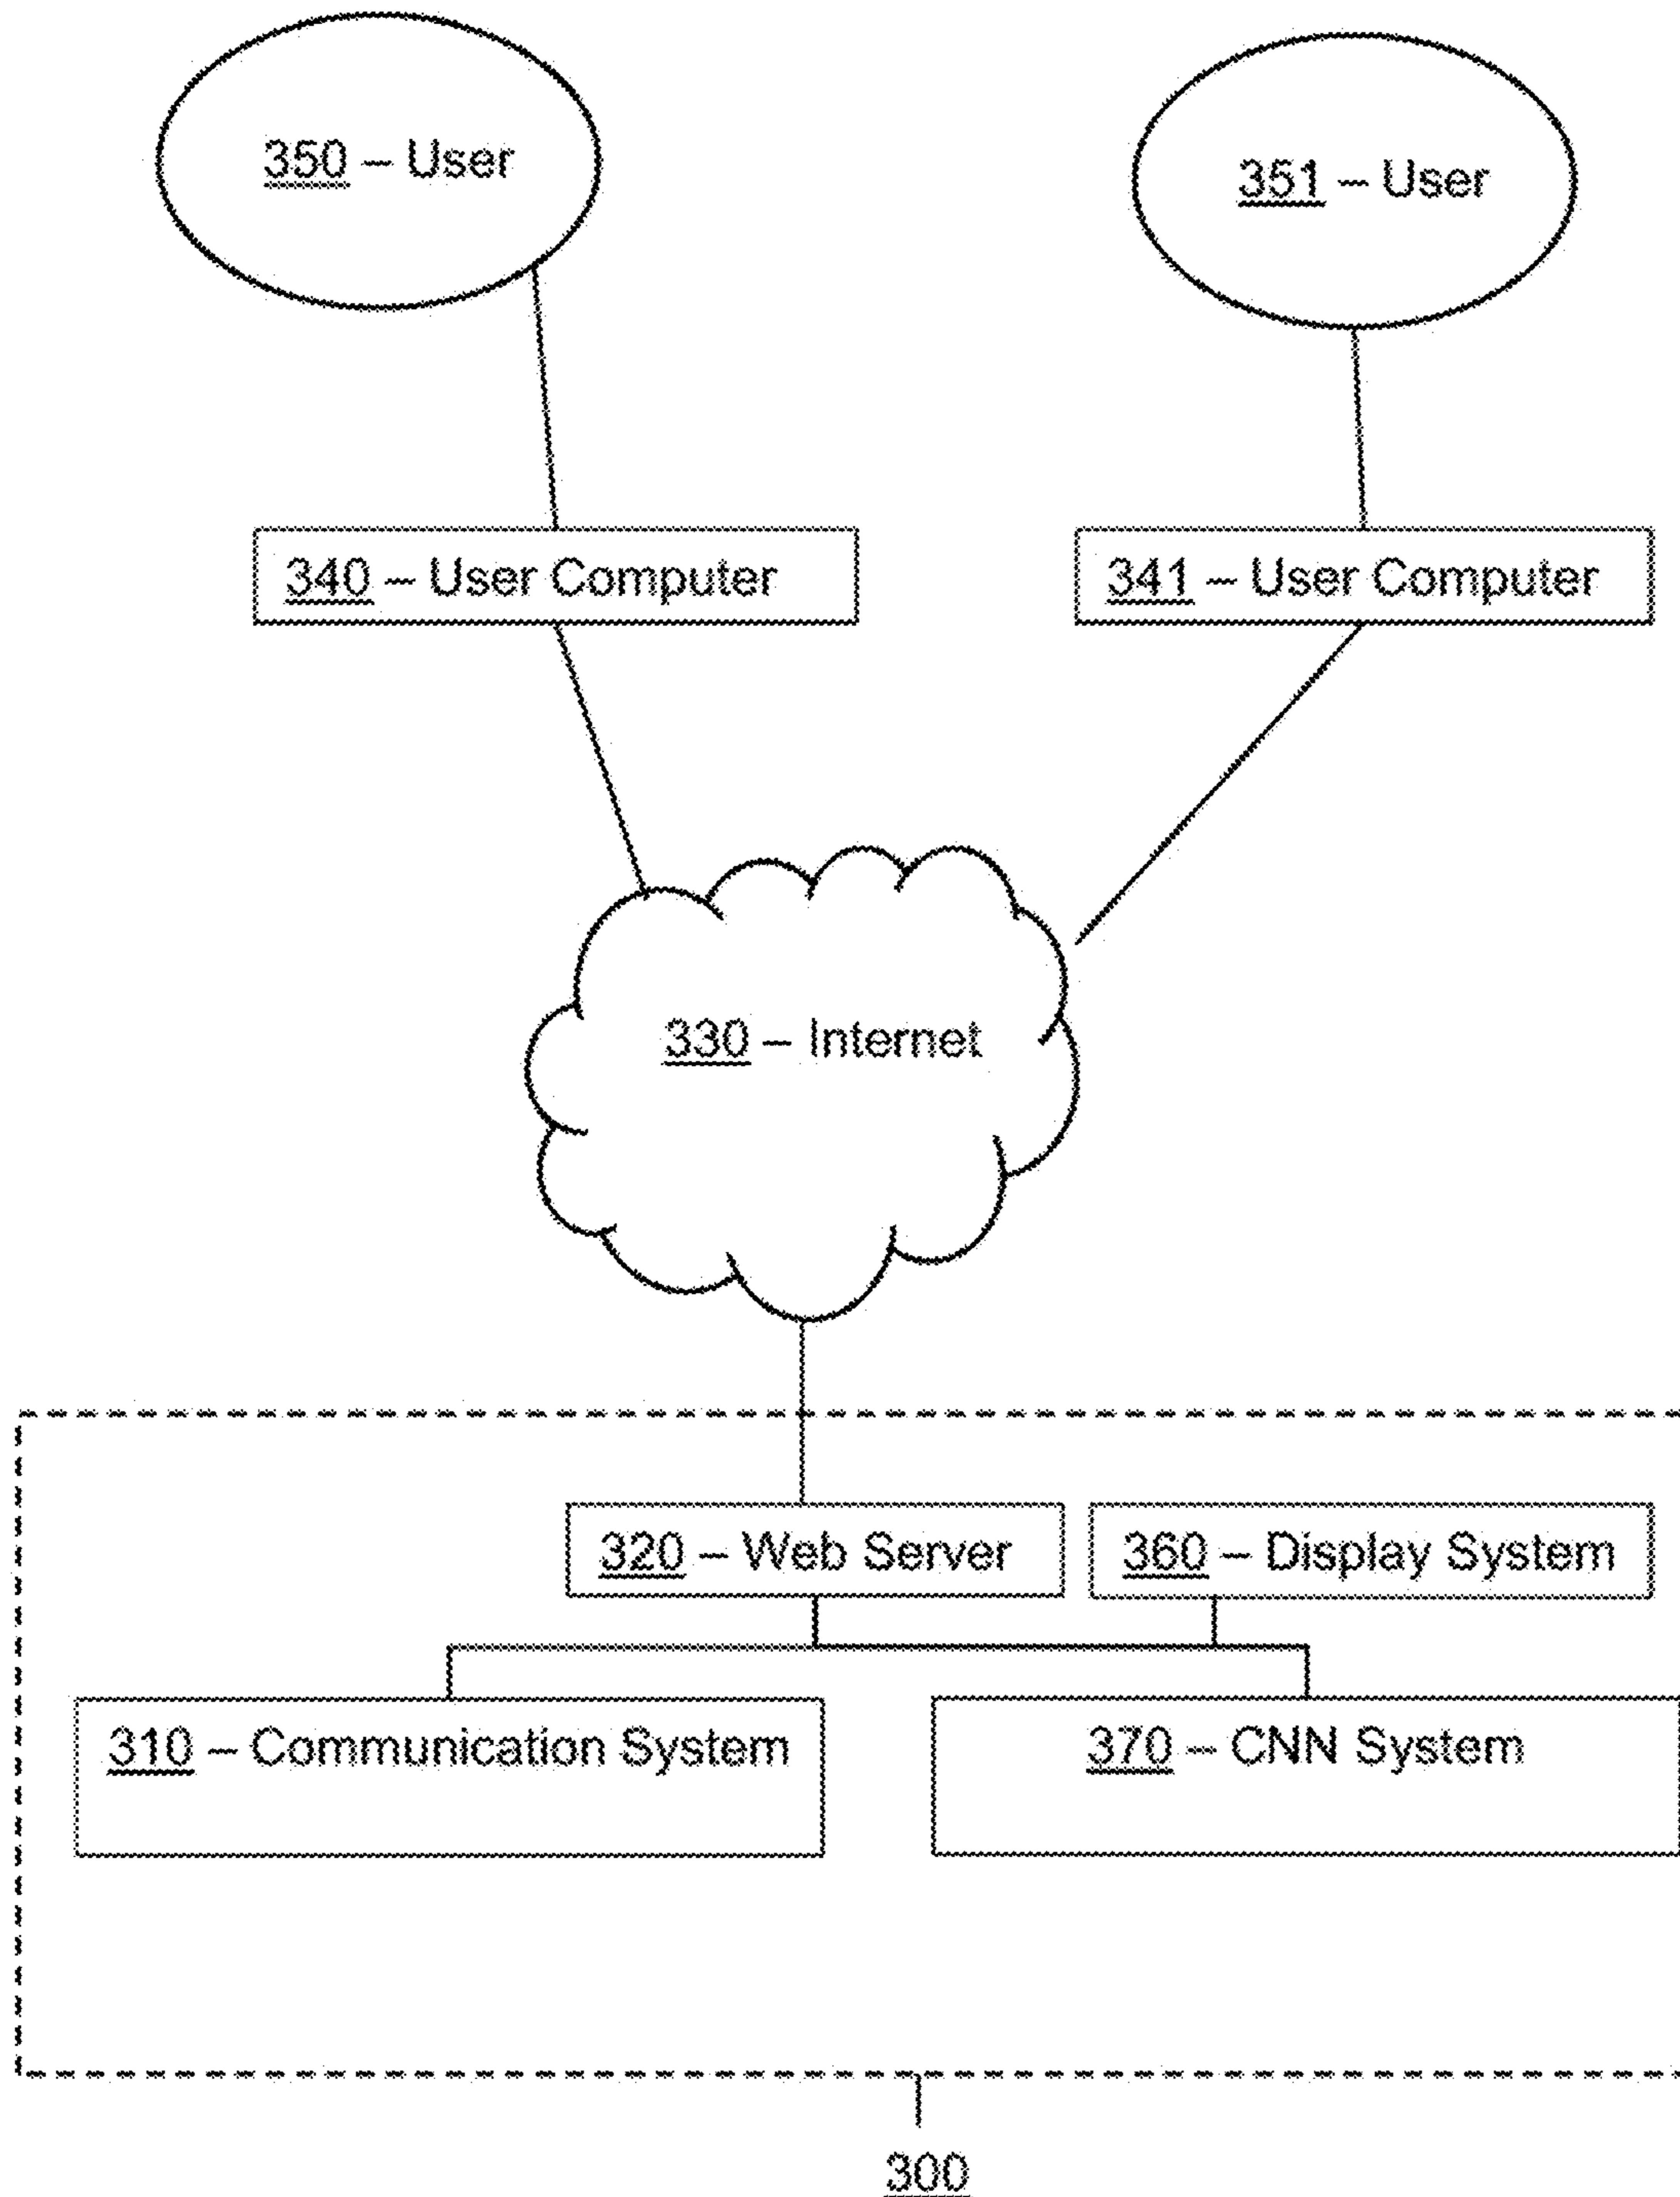 350 – User
351 – User
340 – User Computer
341 – User Computer
330 – Internet
320 – Web Server
360 – Display System
310 – Communication System
370 – CNN System
300